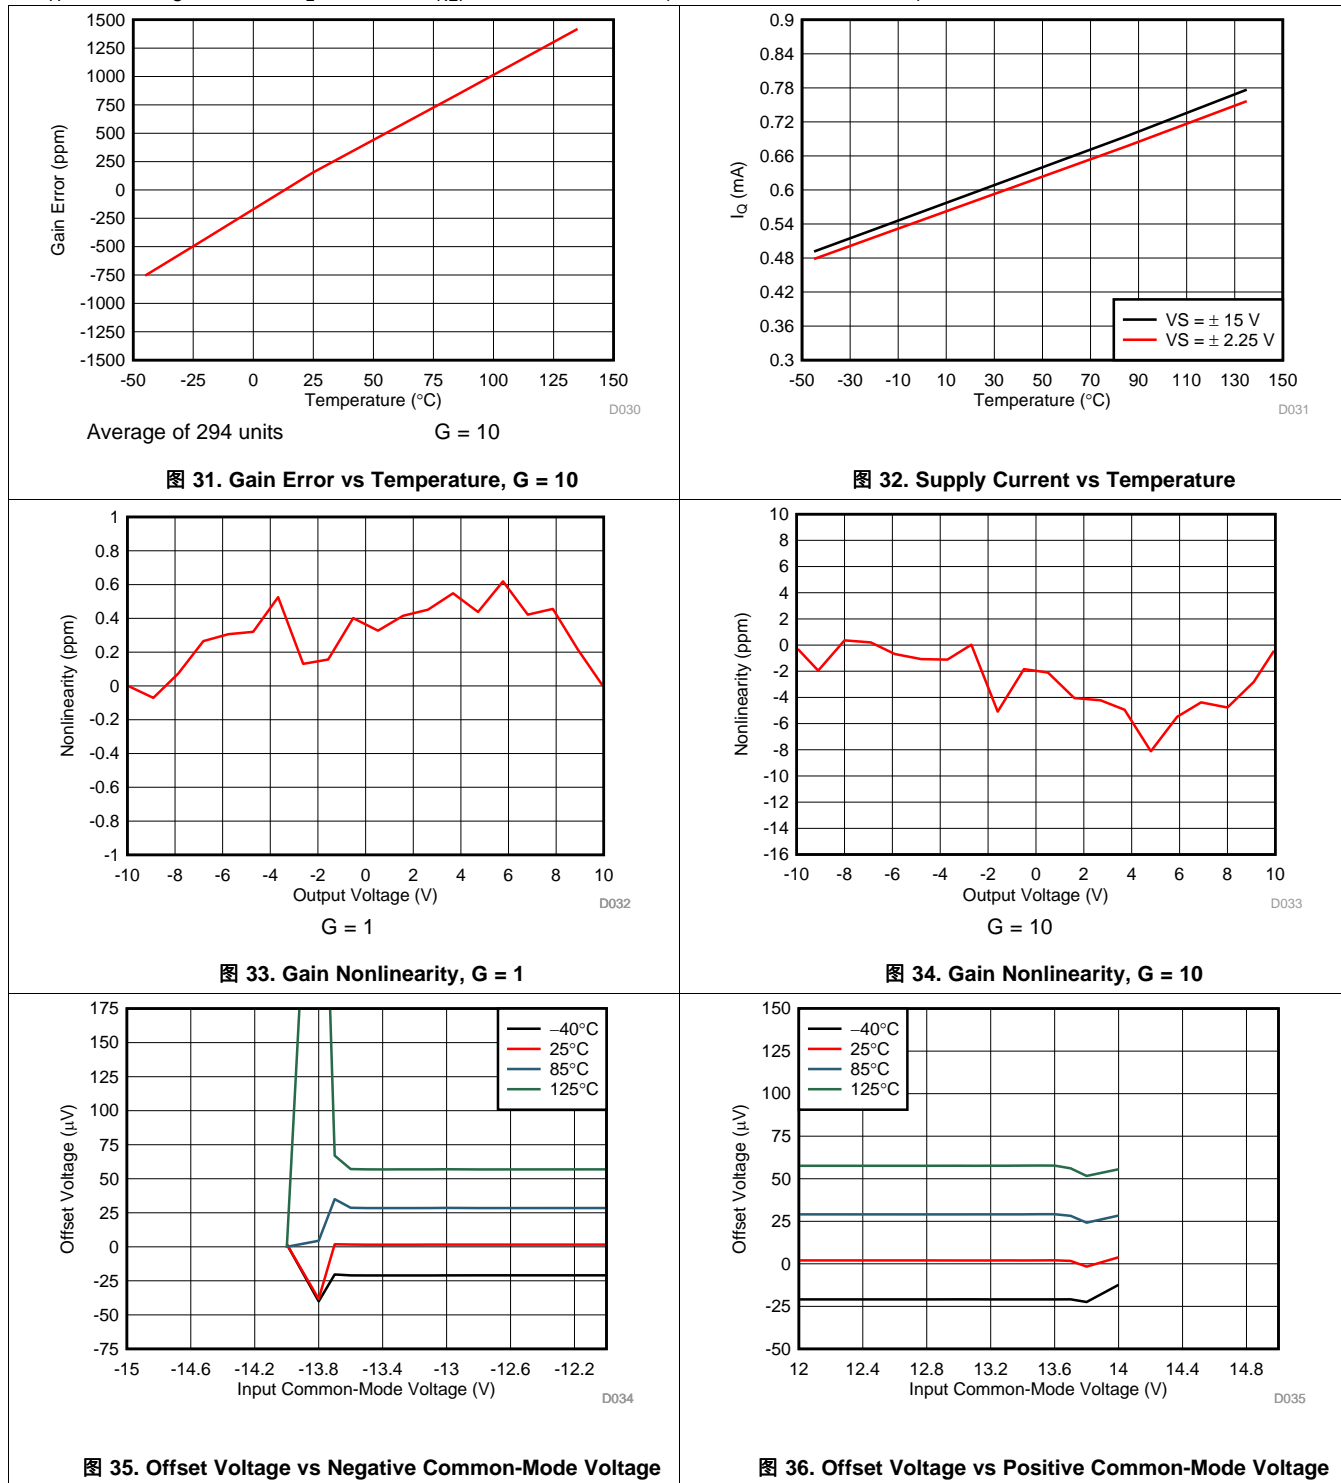 1500
1250
1000
750
500
250
0
-250
-500
-750
-1000
-1250
-1500
Gain Error (ppm)
-50 -25 0 25 50 75 100 125 150
Temperature (°C)
D030
Average of 294 units G = 10
图 31. Gain Error vs Temperature, G = 10
0.9
0.84
0.78
0.72
0.66
0.6
0.54
0.48
0.42
0.36
0.3
IQ (mA)
VS = ± 15 V
VS = ± 2.25 V
-50 -30 -10 10 30 50 70 90 110 130 150
Temperature (°C)
D031
图 32. Supply Current vs Temperature
1
0.8
0.6
0.4
0.2
0
-0.2
-0.4
-0.6
-0.8
-1
Nonlinearity (ppm)
-10 -8 -6 -4 -2 0 2 4 6 8 10
Output Voltage (V)
D032
G = 1
图 33. Gain Nonlinearity, G = 1
10
8
6
4
2
0
-2
-4
-6
-8
-10
-12
-14
-16
Nonlinearity (ppm)
-10 -8 -6 -4 -2 0 2 4 6 8 10
Output Voltage (V)
D033
G = 10
图 34. Gain Nonlinearity, G = 10
175
150
125
100
75
50
25
0
-25
-50
-75
Offset Voltage (μV)
−40°C
25°C
85°C
125°C
-15 -14.6 -14.2 -13.8 -13.4 -13 -12.6 -12.2
Input Common-Mode Voltage (V)
D034
图 35. Offset Voltage vs Negative Common-Mode Voltage
150
125
100
75
50
25
0
-25
-50
Offset Voltage (μV)
−40°C
25°C
85°C
125°C
12 12.4 12.8 13.2 13.6 14 14.4 14.8
Input Common-Mode Voltage (V)
D035
图 36. Offset Voltage vs Positive Common-Mode Voltage